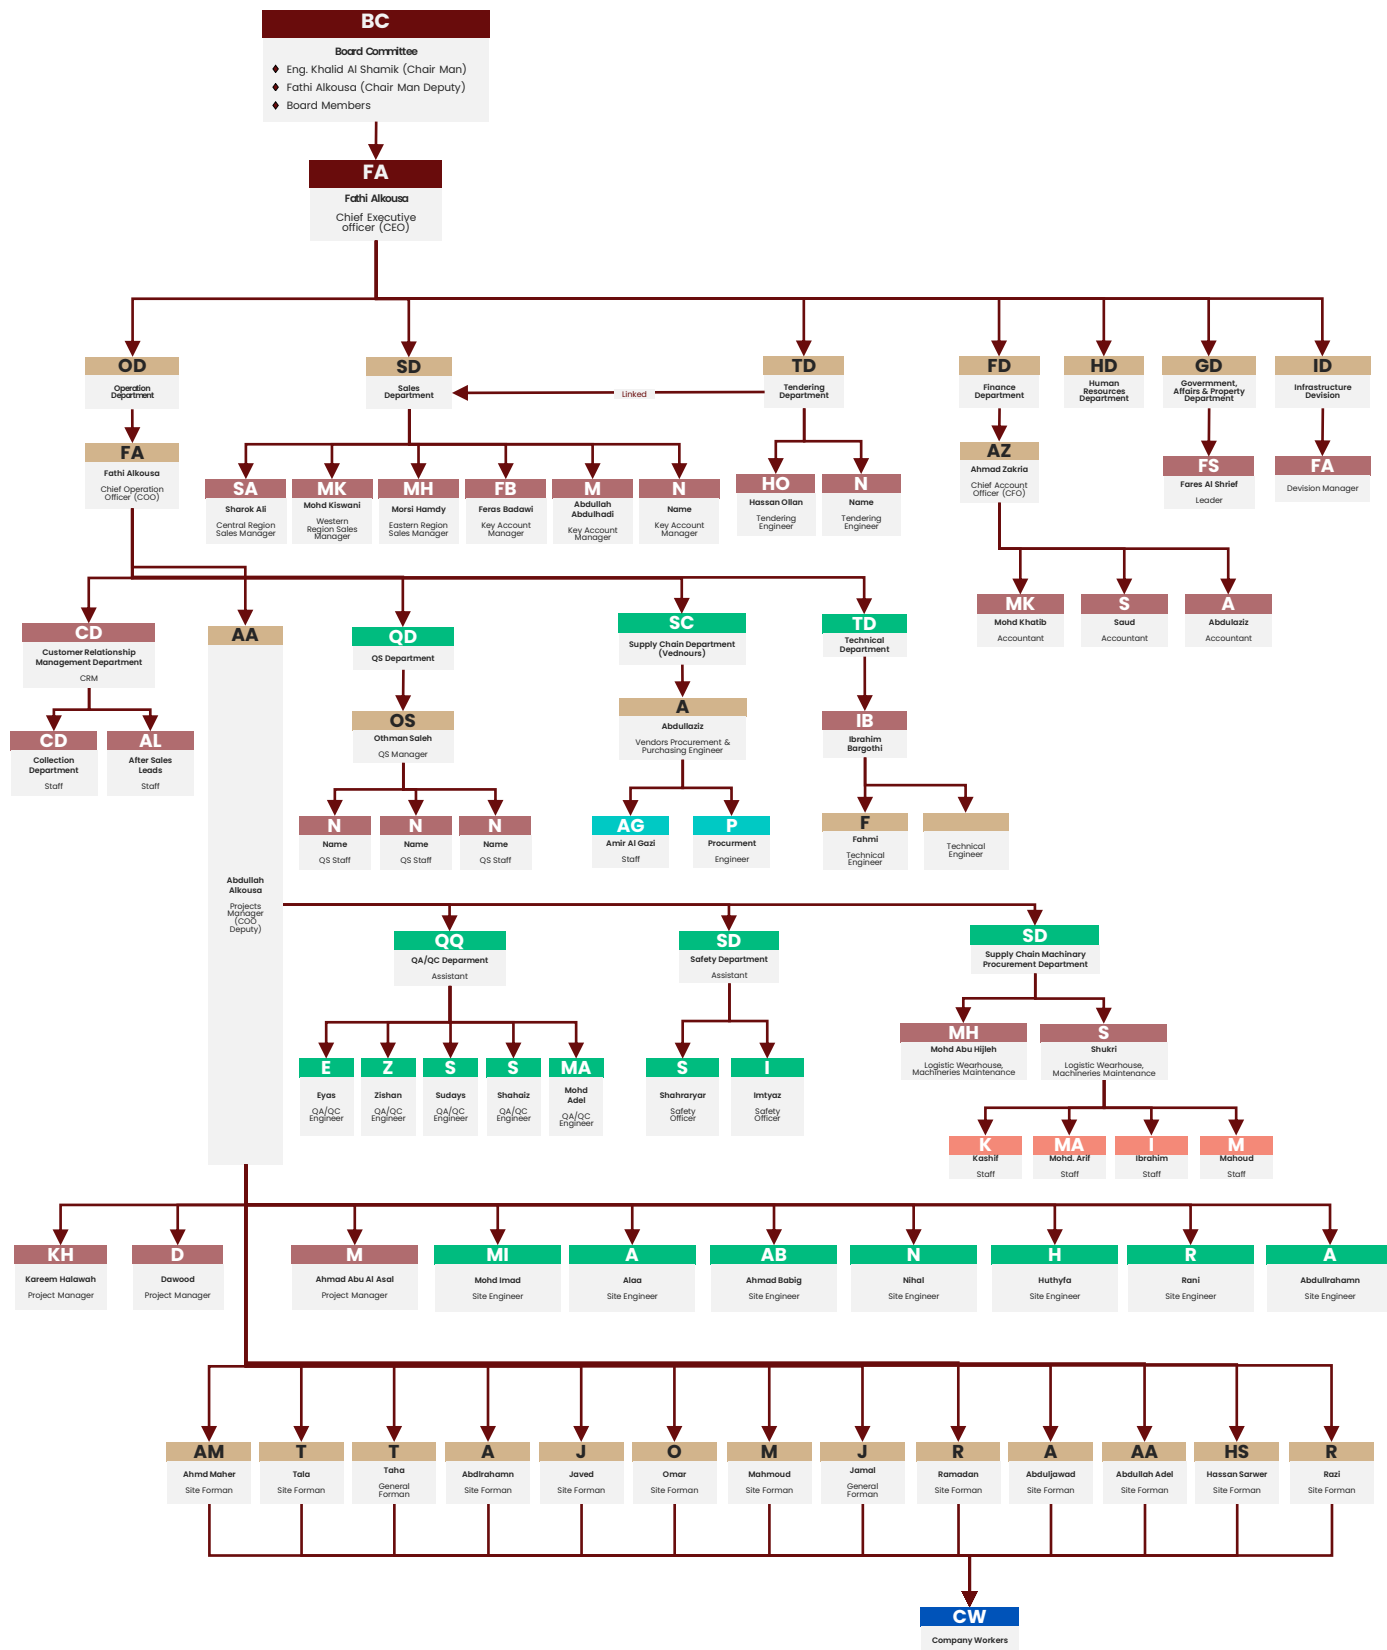 BC
Board Committee
Eng. Khalid Al Shamik (Chair Man)
Fathi Alkousa (Chair Man Deputy)
Board Members
FA
Fathi Alkousa
Chief Executive
officer (CEO)
OD
Operation
Department
SD
Sales
Department
Linked
TD
Tendering
Department
FD
Finance
Department
HD
Human
Resources
Department
GD
Government,
Affairs & Property
Department
ID
Infrastructure
Devision
FA
Fathi Alkousa
Chief Operation
Officer (COO)
SA
Sharok Ali
Central Region
Sales Manager
MK
Mohd Kiswani
Western
Region Sales
Manager
MH
Morsi Hamdy
Eastern Region
Sales Manager
FB
Feras Badawi
Key Account
Manager
M
Abdullah
Abdulhadi
Key Account
Manager
N
Name
Key Account
Manager
HO
Hassan Ollan
Tendering
Engineer
N
Name
Tendering
Engineer
AZ
Ahmad Zakria
Chief Account
Officer (CFO)
FS
Fares Al Shrief
Leader
FA
Devision Manager
MK
Mohd Khatib
Accountant
S
Saud
Accountant
A
Abdulaziz
Accountant
CD
Customer Relationship
Management Department
CRM
AA
Abdullah
Alkousa
Projects
Manager
(COO
Deputy)
QD
QS Department
SC
Supply Chain Department
(Vednours)
TD
Technical
Department
CD
Collection
Department
Staff
AL
After Sales
Leads
Staff
OS
Othman Saleh
QS Manager
A
Abdullaziz
Vendors Procurement &
Purchasing Engineer
IB
Ibrahim
Bargothi
N
Name
QS Staff
N
Name
QS Staff
N
Name
QS Staff
AG
Amir Al Gazi
Staff
P
Procurment
Engineer
F
Fahmi
Technical
Engineer
Technical
Engineer
QQ
QA/QC Deparment
Assistant
SD
Safety Department
Assistant
SD
Supply Chain Machinary
Procurement Department
MH
Mohd Abu Hijleh
Logistic Wearhouse,
Machineries Maintenance
S
Shukri
Logistic Wearhouse,
Machineries Maintenance
E
Eyas
QA/QC
Engineer
Z
Zishan
QA/QC
Engineer
S
Sudays
QA/QC
Engineer
S
Shahaiz
QA/QC
Engineer
MA
Mohd
Adel
QA/QC
Engineer
S
Shahraryar
Safety
Officer
I
Imtyaz
Safety
Officer
K
Kashif
Staff
MA
Mohd. Arif
Staff
I
Ibrahim
Staff
M
Mahoud
Staff
KH
Kareem Halawah
Project Manager
D
Dawood
Project Manager
M
Ahmad Abu Al Asal
Project Manager
MI
Mohd Imad
Site Engineer
A
Alaa
Site Engineer
AB
Ahmad Babig
Site Engineer
N
Nihal
Site Engineer
H
Huthyfa
Site Engineer
R
Rani
Site Engineer
A
Abdullrahamn
Site Engineer
AM
Ahmd Maher
Site Forman
T
Tala
Site Forman
T
Taha
General
Forman
A
Abdlrahamn
Site Forman
J
Javed
Site Forman
O
Omar
Site Forman
M
Mahmoud
Site Forman
J
Jamal
General
Forman
R
Ramadan
Site Forman
A
Abduljawad
Site Forman
AA
Abdullah Adel
Site Forman
HS
Hassan Sarwer
Site Forman
R
Razi
Site Forman
CW
Company Workers